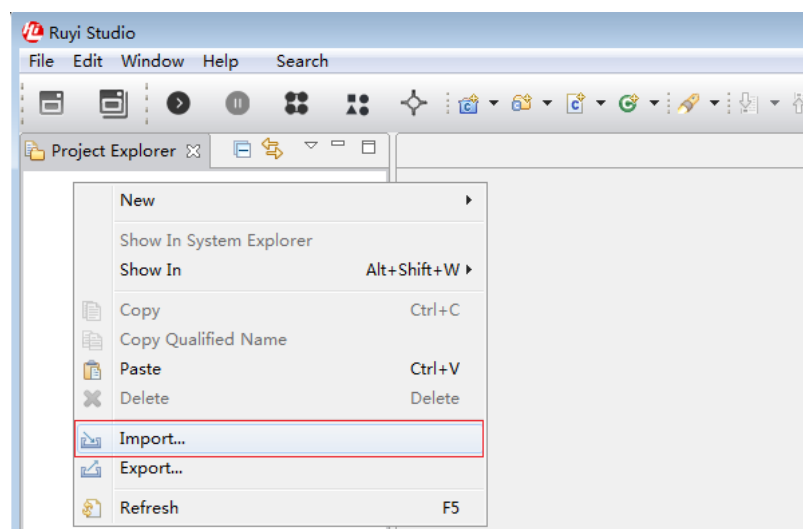 Ruyi Studio
File Edit Window Help Search
Project Explorer
New
Show In System Explorer
Show In Alt+Shift+W
Copy Ctrl+C
Copy Qualified Name
Paste Ctrl+V
Delete Delete
Import...
Export...
Refresh F5